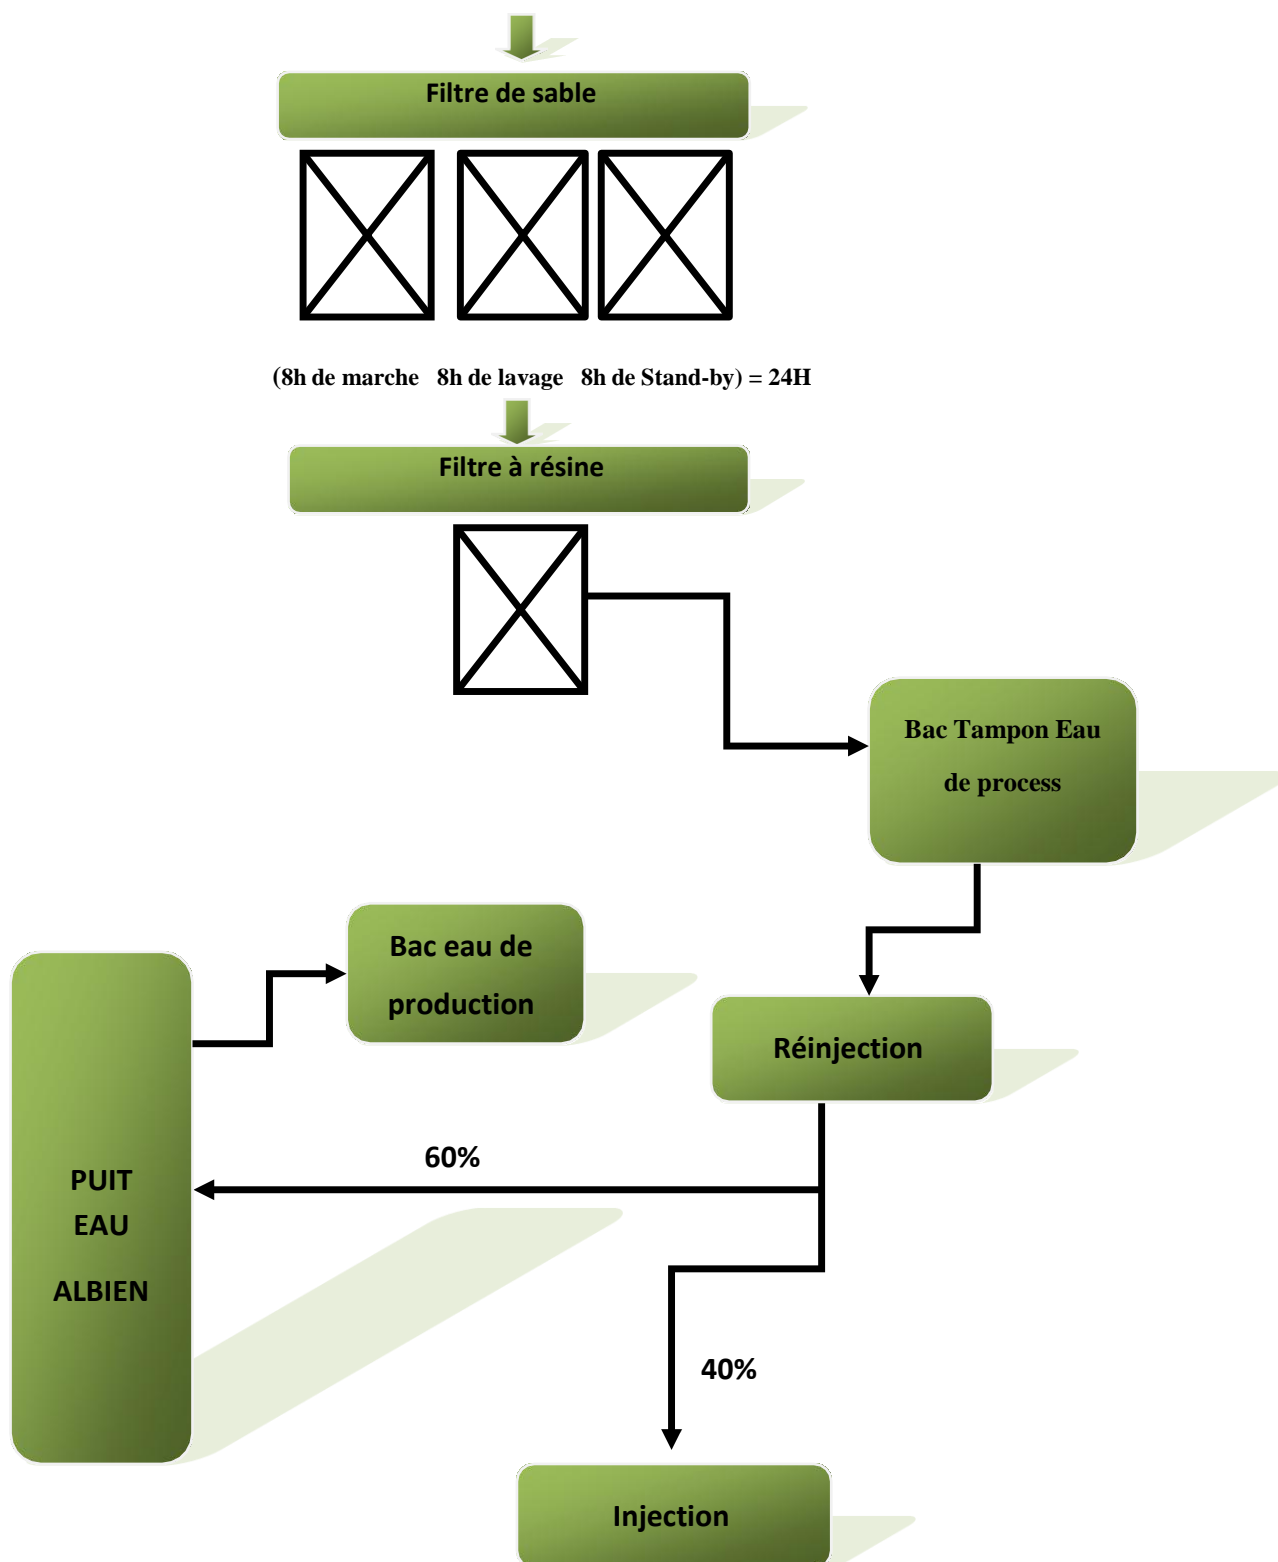 Filtre de sable
(8h de marche 8h de lavage 8h de Stand-by) = 24H
Filtre à résine
Bac Tampon Eau
de process
Bac eau de
production
Réinjection
60%
PUIT
EAU
ALBIEN
40%
Injection